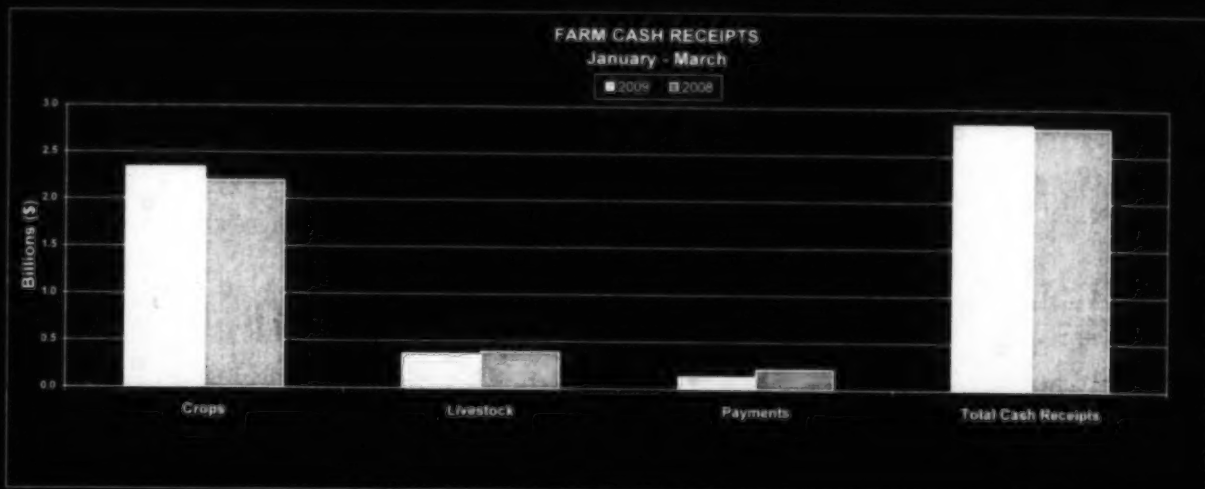 FARM CASH RECEIPTS
January - March
2009 2008
3.0
2.5
2.0
1.5
1.0
0.5
0.0
Billions ($)
Crops Livestock Payments Total Cash Receipts